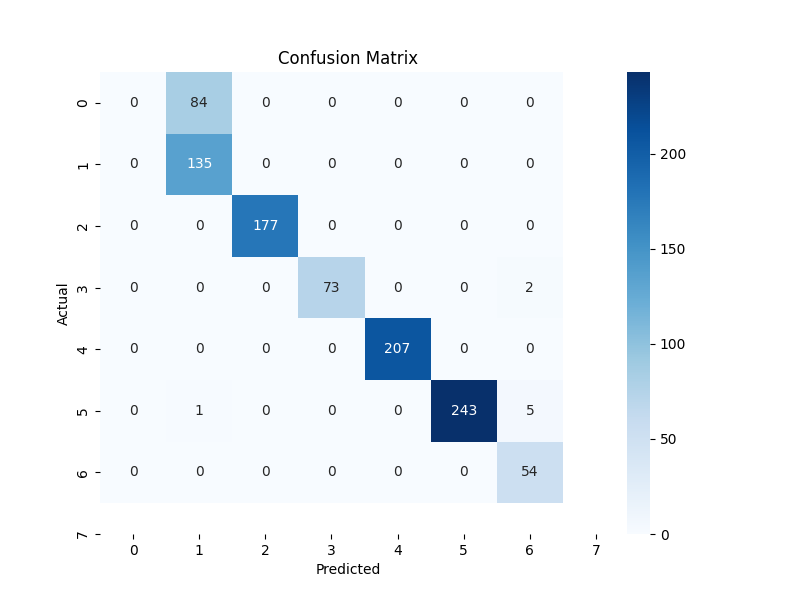 Confusion Matrix
0 0 84 0 0 0 0 0
1 0 135 0 0 0 0 0
2 0 0 177 0 0 0 0
3 0 0 0 73 0 0 2
4 0 0 0 0 207 0 0
5 0 1 0 0 0 243 5
6 0 0 0 0 0 0 54
7
0 1 2 3 4 5 6 7
Predicted
Actual
200
150
100
50
0